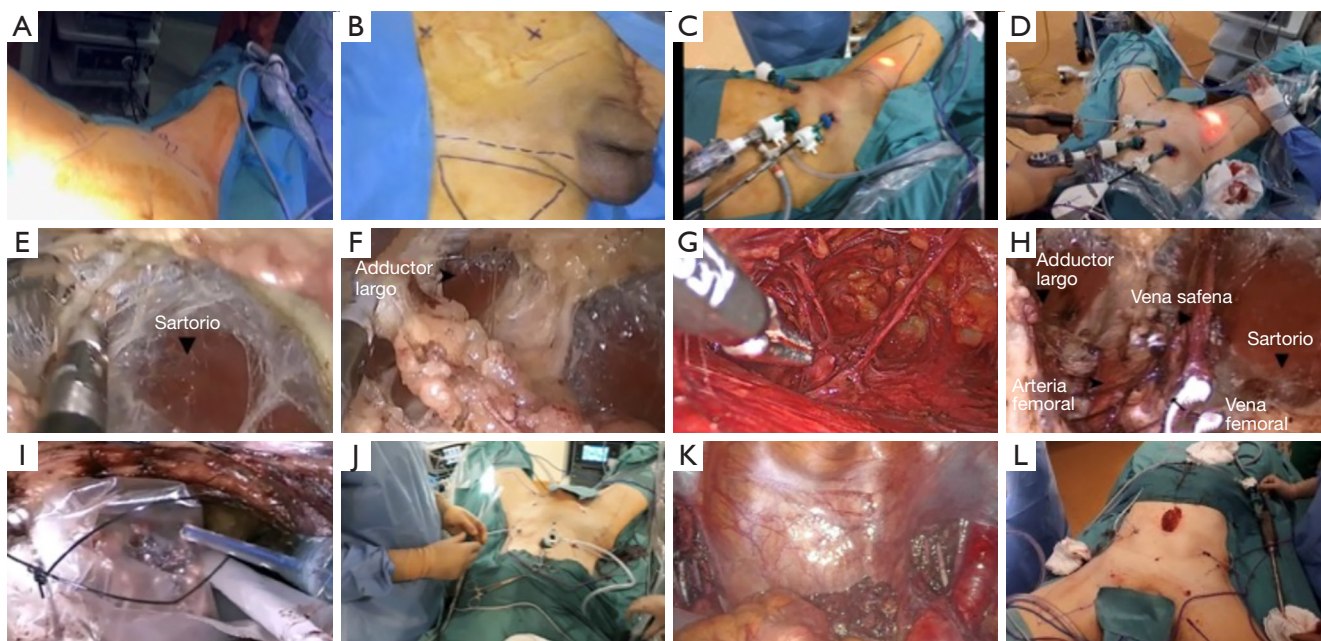 A
B
C
D
E
Sartorio
F
Adductor
largo
G
H
Adductor
largo
Vena safena
Sartorio
Arteria
femoral
Vena
femoral
I
J
K
L